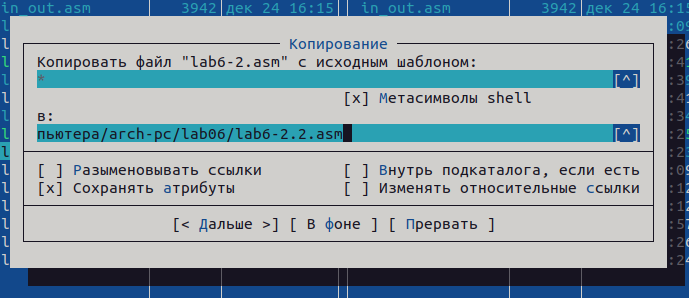 in_out.asm 3942 дек 24 16:15 in_out.asm 3942 дек 24 16:15
Копирование
Копировать файл "lab6-2.asm" с исходным шаблоном:
* [^]
[x] Метасимволы shell
в:
пьютера/arch-pc/lab06/lab6-2.2.asm [^]
[ ] Разыменовывать ссылки [ ] Внутрь подкаталога, если есть
[x] Сохранять атрибуты [ ] Изменять относительные ссылки
[< Дальше >] [ В фоне ] [ Прервать ]